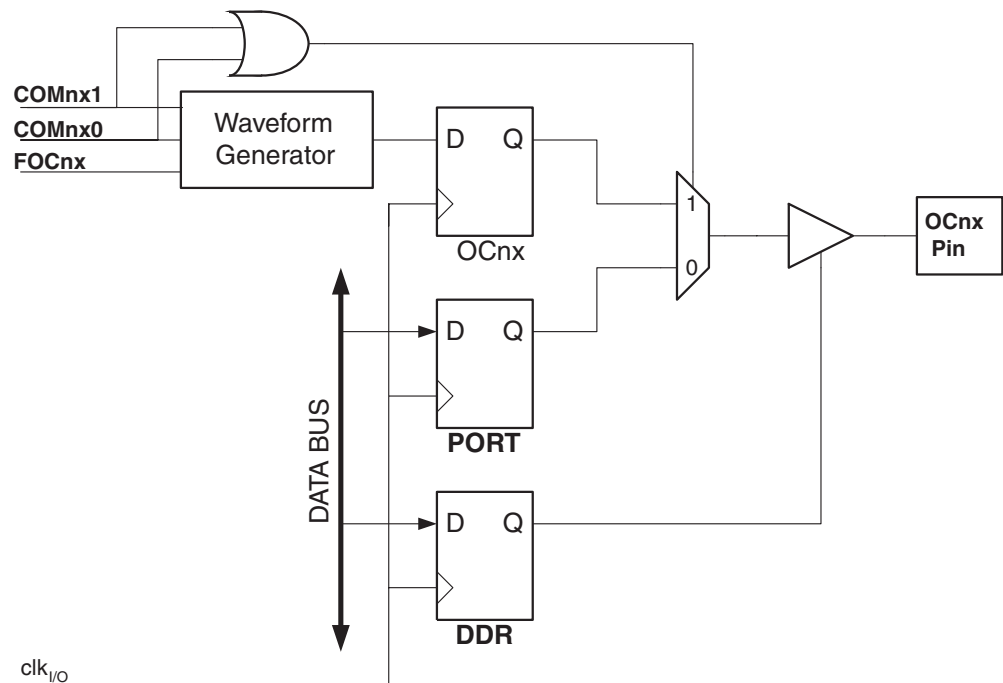 COMnx1
COMnx0
FOCnx
Waveform
Generator
D Q
OCnx
1
0
OCnx
Pin
D Q
PORT
DATA BUS
D Q
DDR
clkI/O